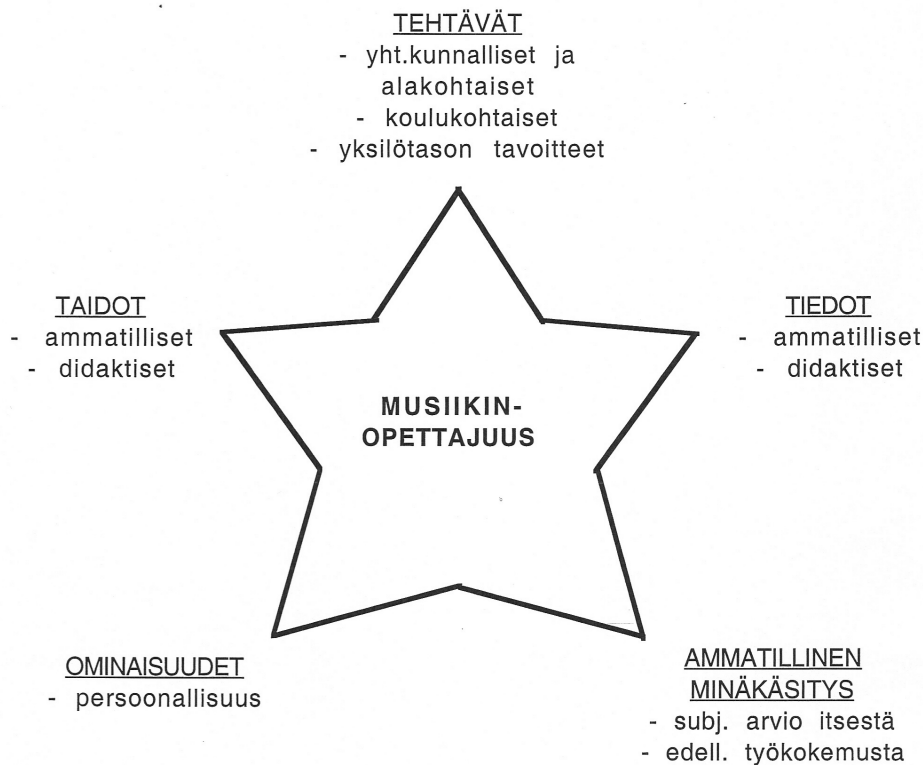 TEHTÄVÄT
- yht.kunnalliset ja
alakohtaiset
- koulukohtaiset
- yksilötason tavoitteet
TAIDOT
- ammatilliset
- didaktiset
TIEDOT
- ammatilliset
- didaktiset
MUSIIKIN-
OPETTAJUUS
OMINAISUUDET
- persoonallisuus
AMMATILLINEN
MINÄKÄSITYS
- subj. arvio itsestä
- edell. työkokemusta